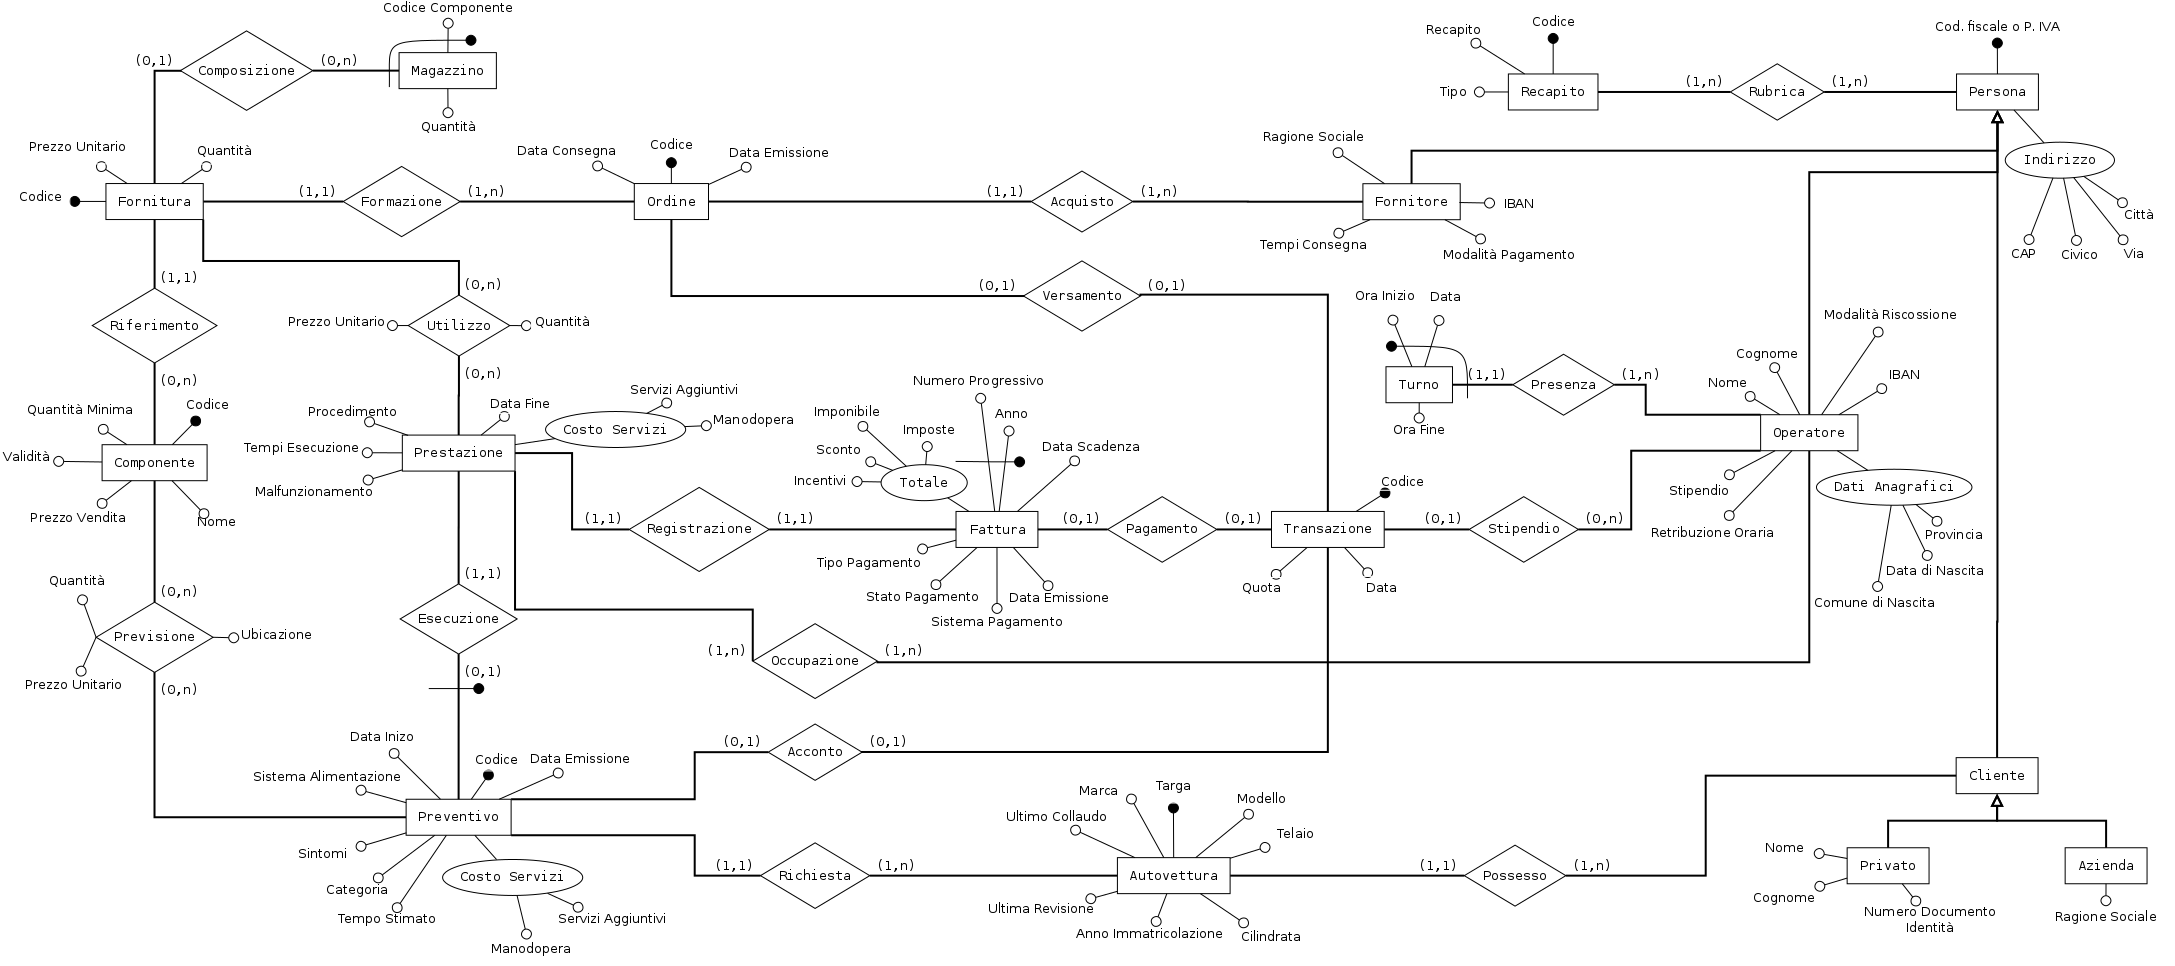 Codice Componente
(0,1)
Composizione
(0,n)
Magazzino
Quantità
Recapito
Codice
Tipo
Recapito
(1,n)
Rubrica
(1,n)
Cod. fiscale o P. IVA
Persona
Indirizzo
Città
CAP
Civico
Via
Prezzo Unitario
Quantità
Codice
Fornitura
(1,1)
Formazione
(1,n)
Data Consegna
Codice
Data Emissione
Ordine
(1,1)
Acquisto
(1,n)
Ragione Sociale
Fornitore
IBAN
Tempi Consegna
Modalità Pagamento
(1,1)
Riferimento
(0,n)
(0,n)
Prezzo Unitario
Utilizzo
Quantità
(0,n)
(0,1)
Versamento
(0,1)
Ora Inizio
Data
Turno
Ora Fine
(1,1)
Presenza
(1,n)
Modalità Riscossione
Cognome
Nome
IBAN
Operatore
Stipendio
Retribuzione Oraria
Dati Anagrafici
Provincia
Data di Nascita
Comune di Nascita
Quantità Minima
Codice
Validità
Componente
Prezzo Vendita
Nome
Procedimento
Data Fine
Tempi Esecuzione
Prestazione
Malfunzionamento
Servizi Aggiuntivi
Costo Servizi
Manodopera
Numero Progressivo
Imponibile
Anno
Imposte
Sconto
Data Scadenza
Incentivi
Totale
(1,1)
Registrazione
(1,1)
Fattura
Tipo Pagamento
Stato Pagamento
Data Emissione
Sistema Pagamento
(0,1)
Pagamento
(0,1)
Codice
Transazione
Quota
Data
(0,1)
Stipendio
(0,n)
(0,n)
Quantità
Previsione
Ubicazione
Prezzo Unitario
(0,n)
(1,1)
Esecuzione
(0,1)
(1,n)
Occupazione
(1,n)
(0,1)
Acconto
(0,1)
Data Inizo
Codice
Data Emissione
Sistema Alimentazione
Preventivo
Sintomi
Categoria
Tempo Stimato
Costo Servizi
Servizi Aggiuntivi
Manodopera
(1,1)
Richiesta
(1,n)
Marca
Targa
Modello
Ultimo Collaudo
Telaio
Autovettura
Ultima Revisione
Anno Immatricolazione
Cilindrata
(1,1)
Possesso
(1,n)
Cliente
Nome
Privato
Cognome
Numero Documento
Identità
Azienda
Ragione Sociale